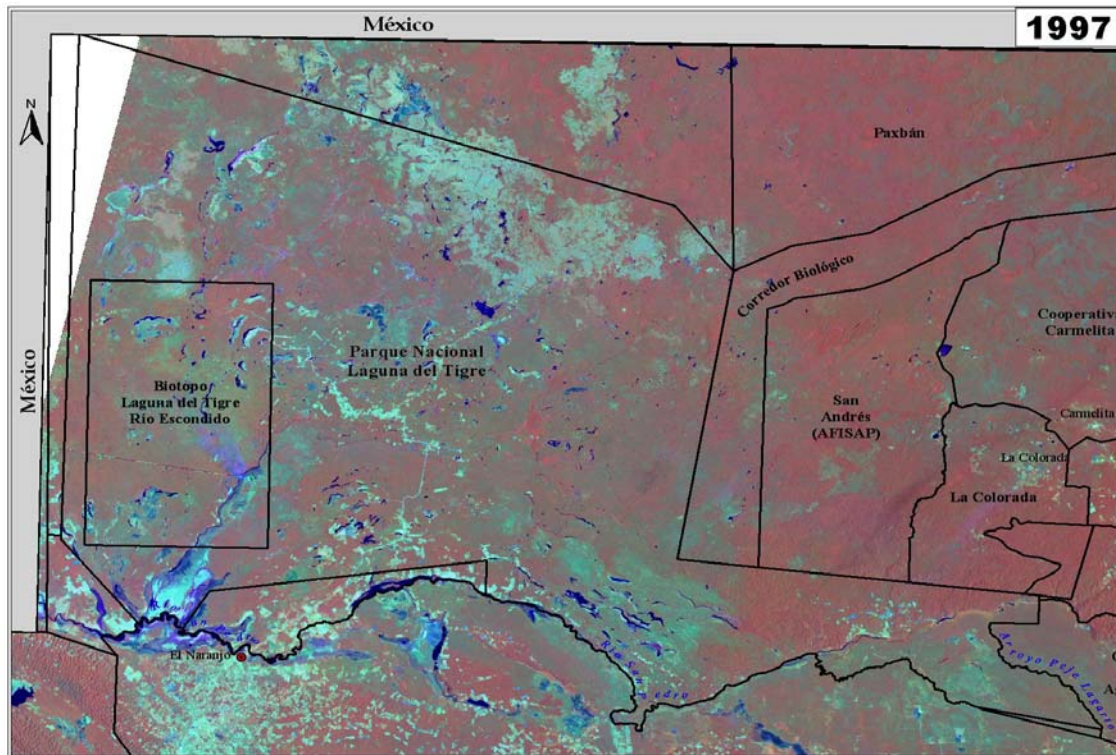 México
1997
N
Paxbán
Corredor Biológico
Cooperativa
Carmelita
Parque Nacional
Laguna del Tigre
México
Biotopo
Laguna del Tigre
Río Escondido
San
Andrés
(AFISAP)
Carmelita
La Colorada
La Colorada
El Naranjo
Río San Pedro
Arroyo Peje Lagarto